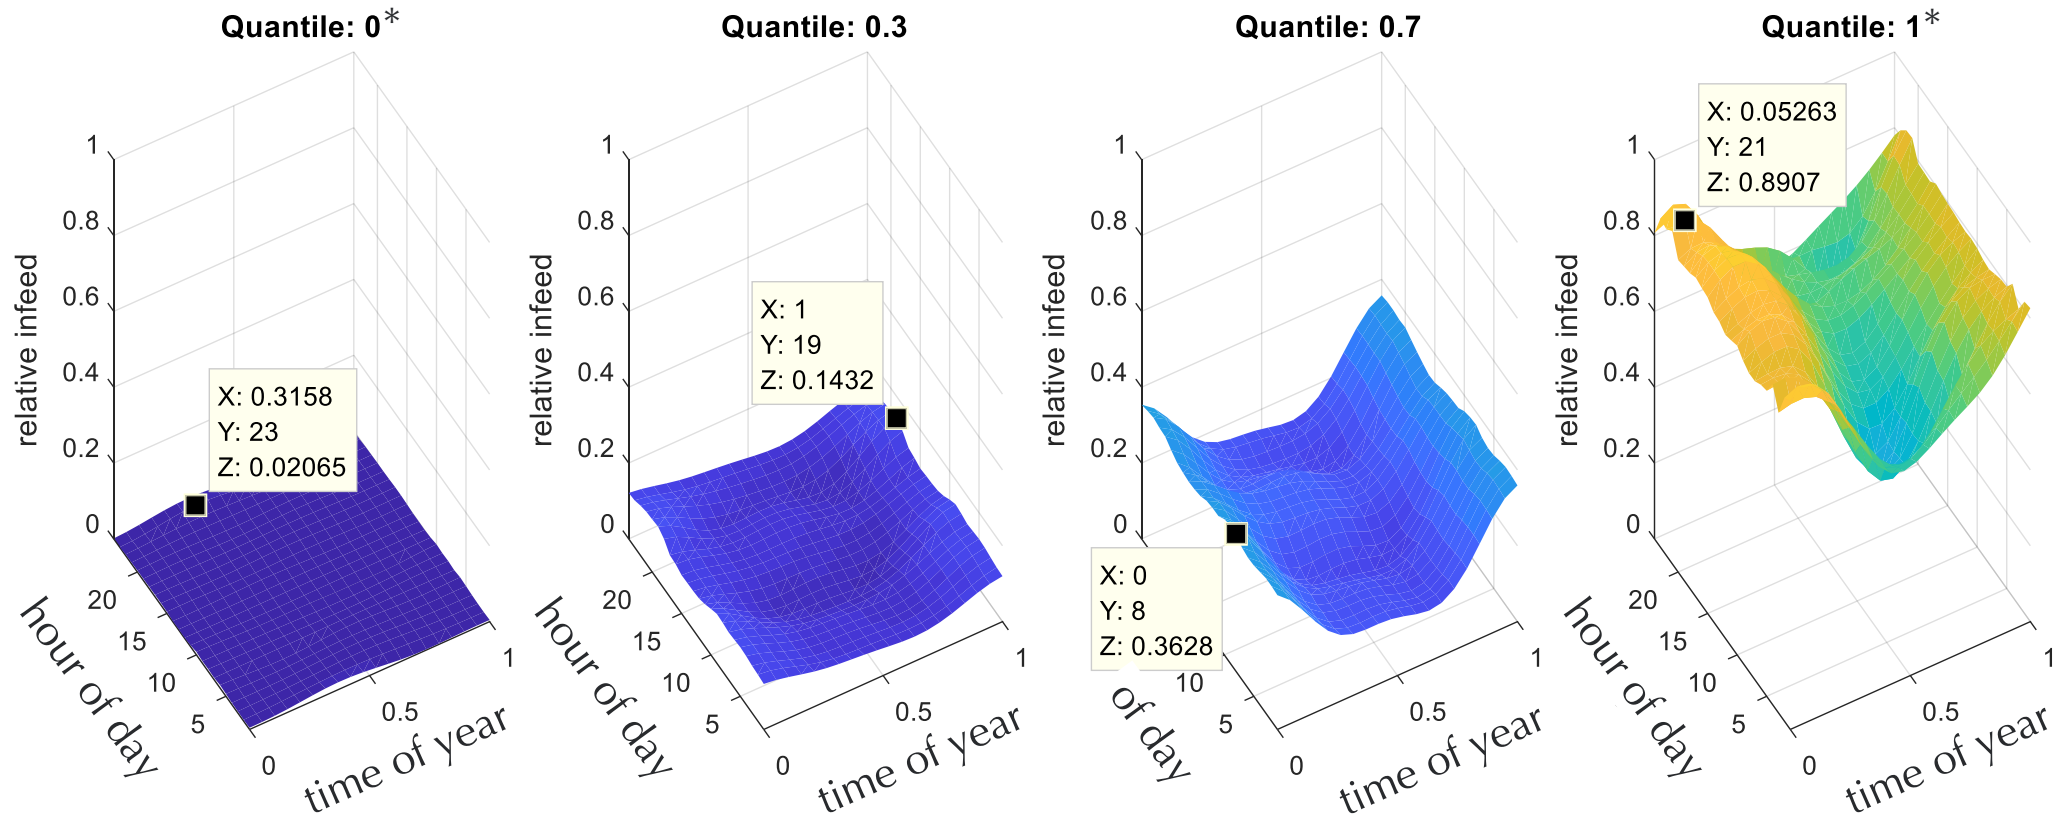 Quantile: 0*
X: 0.3158
Y: 23
Z: 0.02065
1
0.8
0.6
0.4
0.2
0
relative infeed
20
15
10
5
hour of day
0
0.5
1
time of year
Quantile: 0.3
X: 1
Y: 19
Z: 0.1432
1
0.8
0.6
0.4
0.2
0
relative infeed
20
15
10
5
hour of day
0
0.5
1
time of year
Quantile: 0.7
X: 0
Y: 8
Z: 0.3628
1
0.8
0.6
0.4
0.2
0
relative infeed
10
5
of day
0
0.5
1
time of year
Quantile: 1*
X: 0.05263
Y: 21
Z: 0.8907
1
0.8
0.6
0.4
0.2
0
relative infeed
20
15
10
5
hour of day
0
0.5
1
time of year